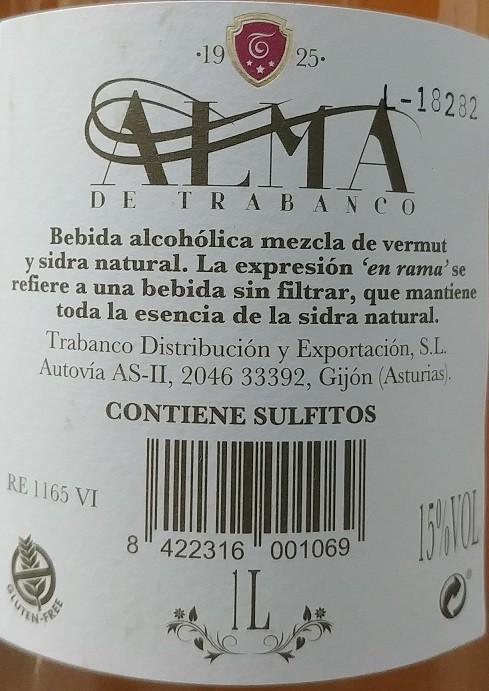 ·19 25·
L-18282
ALMA
DE TRABANCO
Bebida alcohólica mezcla de vermut
y sidra natural. La expresión ‘en rama’ se
refiere a una bebida sin filtrar, que mantiene
toda la esencia de la sidra natural.
Trabanco Distribución y Exportación, S.L.
Autovía AS-II, 2046 33392, Gijón (Asturias).
CONTIENE SULFITOS
RE 1165 VI
15%VOL
8 422316 001069
1L
GLUTEN-FREE